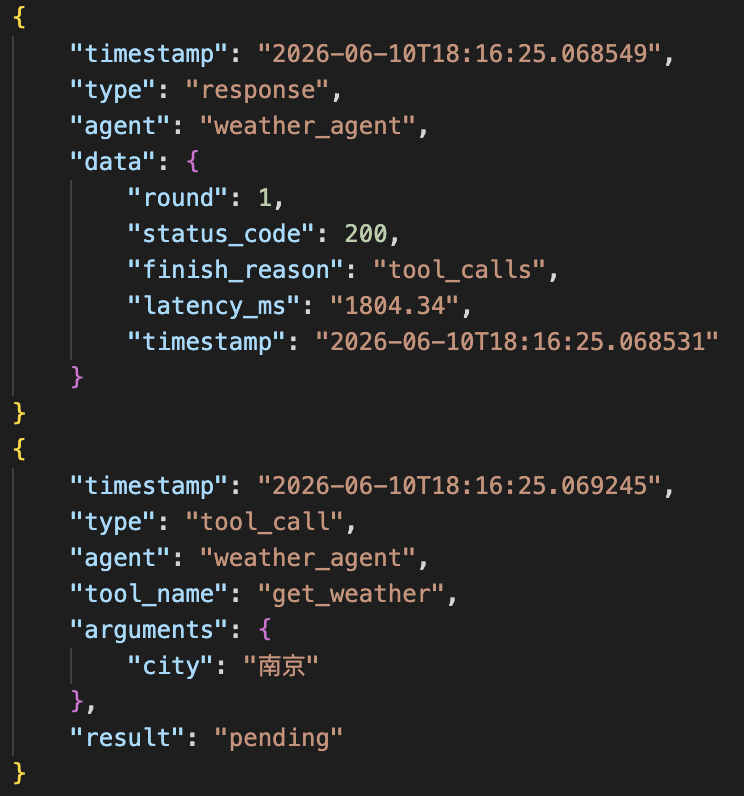 {
    "timestamp": "2026-06-10T18:16:25.068549",
    "type": "response",
    "agent": "weather_agent",
    "data": {
        "round": 1,
        "status_code": 200,
        "finish_reason": "tool_calls",
        "latency_ms": "1804.34",
        "timestamp": "2026-06-10T18:16:25.068531"
    }
}
{
    "timestamp": "2026-06-10T18:16:25.069245",
    "type": "tool_call",
    "agent": "weather_agent",
    "tool_name": "get_weather",
    "arguments": {
        "city": "南京"
    },
    "result": "pending"
}